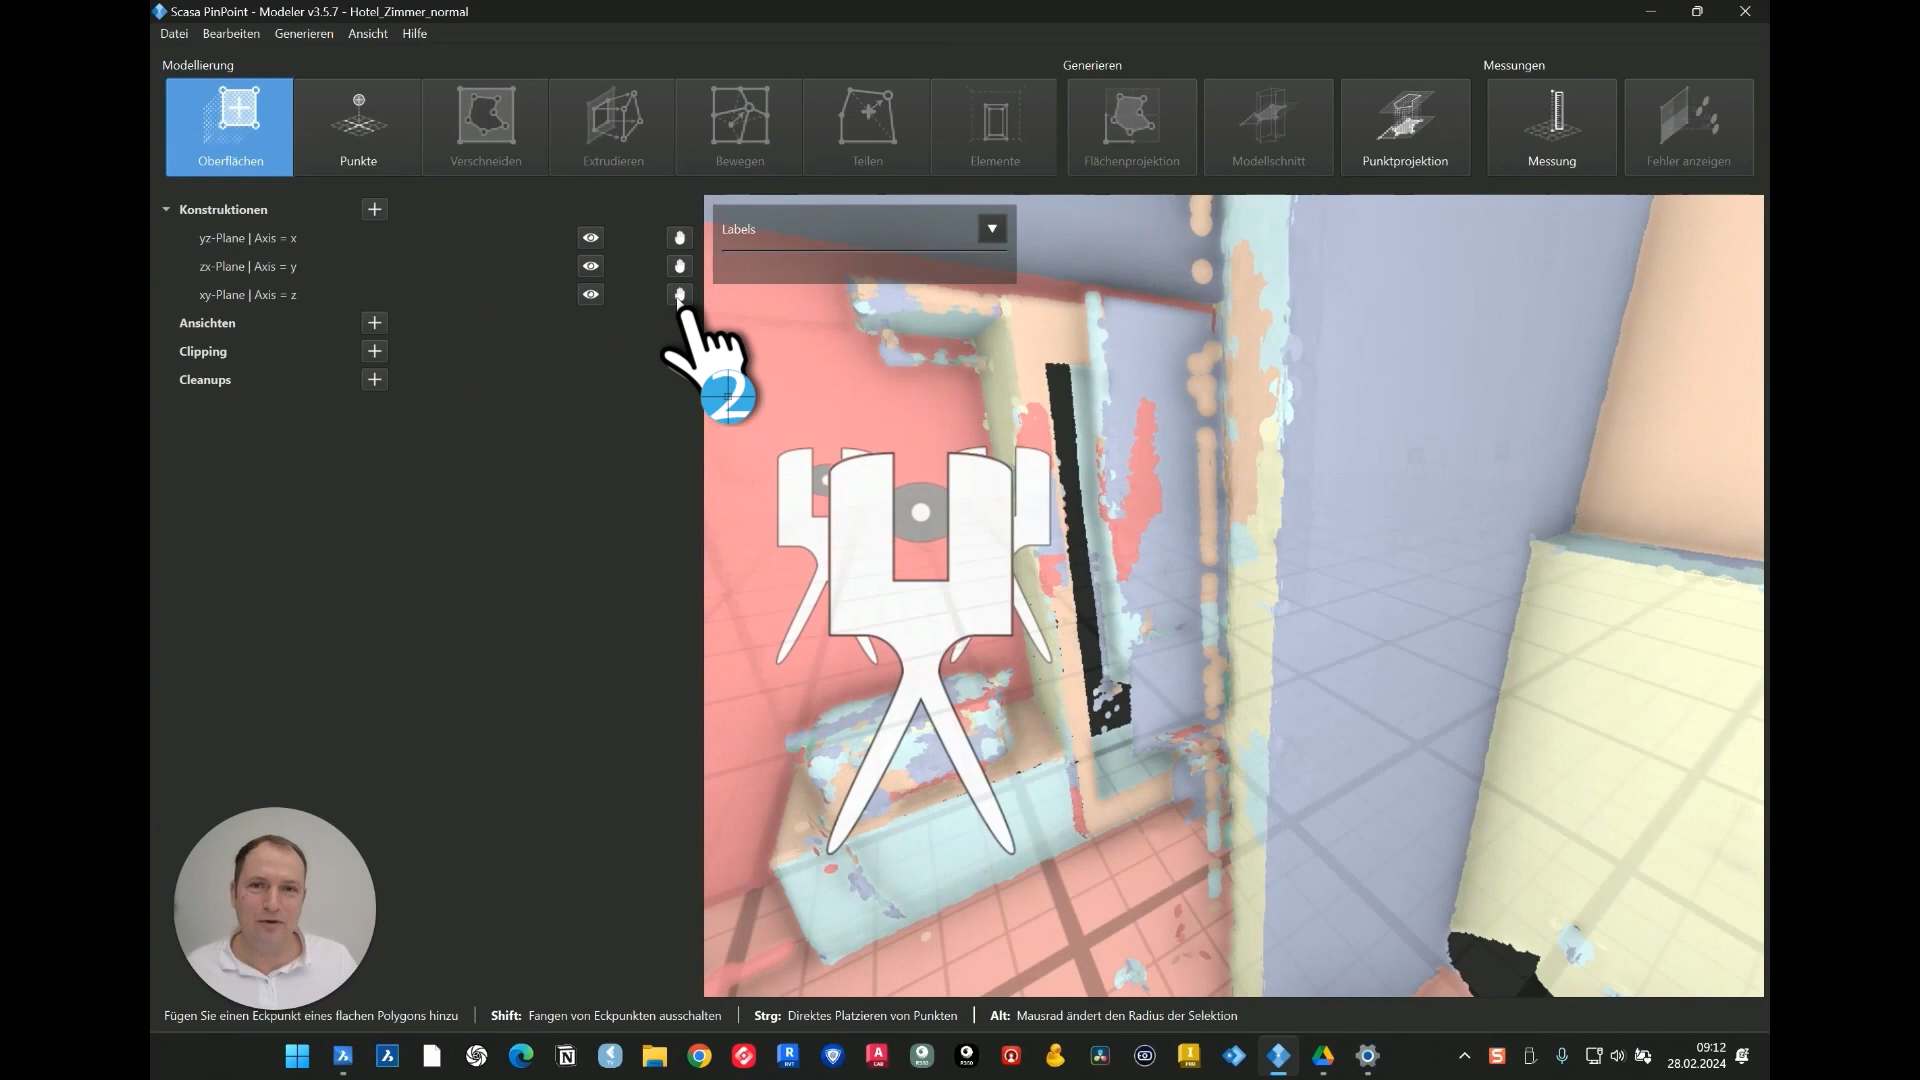 Scasa PinPoint - Modeler v3.5.7 - Hotel_Zimmer_normal
Datei Bearbeiten Generieren Ansicht Hilfe
Modellierung Generieren Messungen
Oberflächen Punkte Verschneiden Extrudieren Bewegen Teilen Elemente Flächenprojektion Modellschnitt Punktprojektion Messung Fehler anzeigen
Konstruktionen
yz-Plane | Axis = x
zx-Plane | Axis = y
xy-Plane | Axis = z
Ansichten
Clipping
Cleanups
Labels
2
Fügen Sie einen Eckpunkt eines flachen Polygons hinzu Shift: Fangen von Eckpunkten ausschalten Strg: Direktes Platzieren von Punkten Alt: Mausrad ändert den Radius der Selektion
09:12
28.02.2024